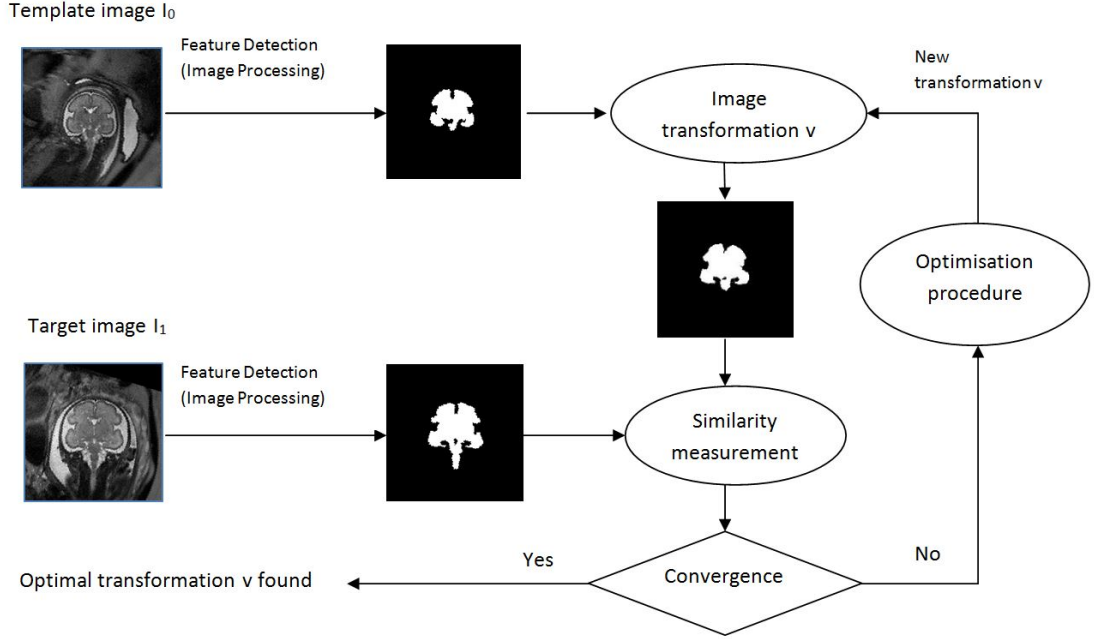 Template image I₀
Feature Detection
(Image Processing)
Image
transformation v
New
transformation v
Optimisation
procedure
Target image I₁
Feature Detection
(Image Processing)
Similarity
measurement
Convergence
Yes
No
Optimal transformation v found